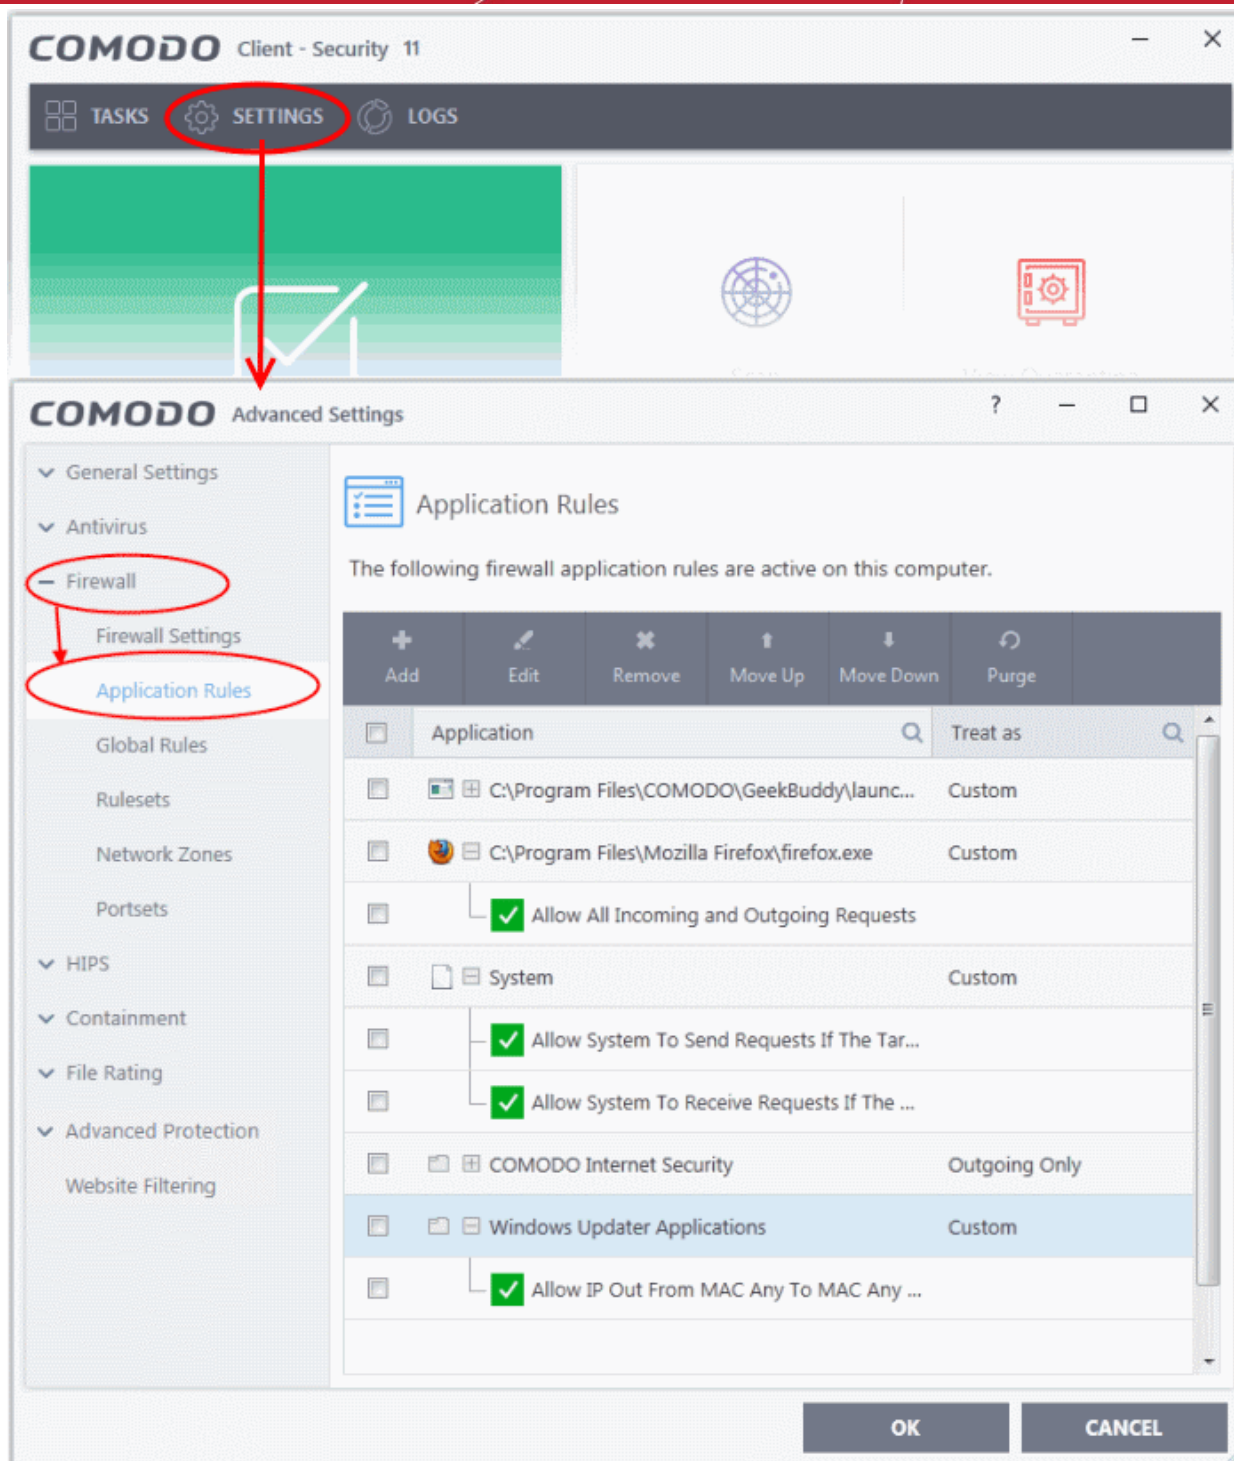 COMODO Client - Security 11
TASKS SETTINGS LOGS
Scan View Quarantine
COMODO Advanced Settings ?
General Settings
Antivirus
Firewall
Firewall Settings
Application Rules
Global Rules
Rulesets
Network Zones
Portsets
HIPS
Containment
File Rating
Advanced Protection
Website Filtering
Application Rules
The following firewall application rules are active on this computer.
Add Edit Remove Move Up Move Down Purge
Application Treat as
C:\Program Files\COMODO\GeekBuddy\launc... Custom
C:\Program Files\Mozilla Firefox\firefox.exe Custom
Allow All Incoming and Outgoing Requests
System Custom
Allow System To Send Requests If The Tar...
Allow System To Receive Requests If The ...
COMODO Internet Security Outgoing Only
Windows Updater Applications Custom
Allow IP Out From MAC Any To MAC Any ...
OK CANCEL